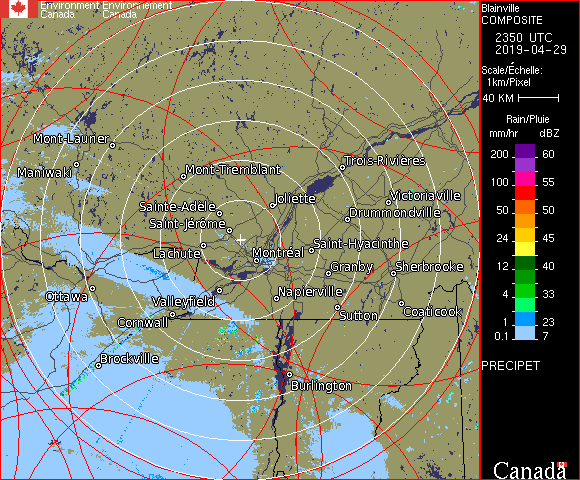 Environment Environnement
Canada Canada
Blainville
COMPOSITE
2350 UTC
2019-04-29
Scale/Échelle:
1km/Pixel
40 KM
Rain/Pluie
mm/hr dBZ
200 60
150 57
100 55
50 50
24 45
12 40
4 33
1 23
0.1 7
PRECIPET
Canada
Mont-Laurier
Maniwaki
Mont-Tremblant
Trois-Rivières
Sainte-Adèle
Joliette
Victoriaville
Saint-Jérôme
Drummondville
Lachute
Montréal
Saint-Hyacinthe
Granby
Sherbrooke
Ottawa
Valleyfield
Napierville
Cornwall
Sutton
Coaticook
Brockville
Burlington